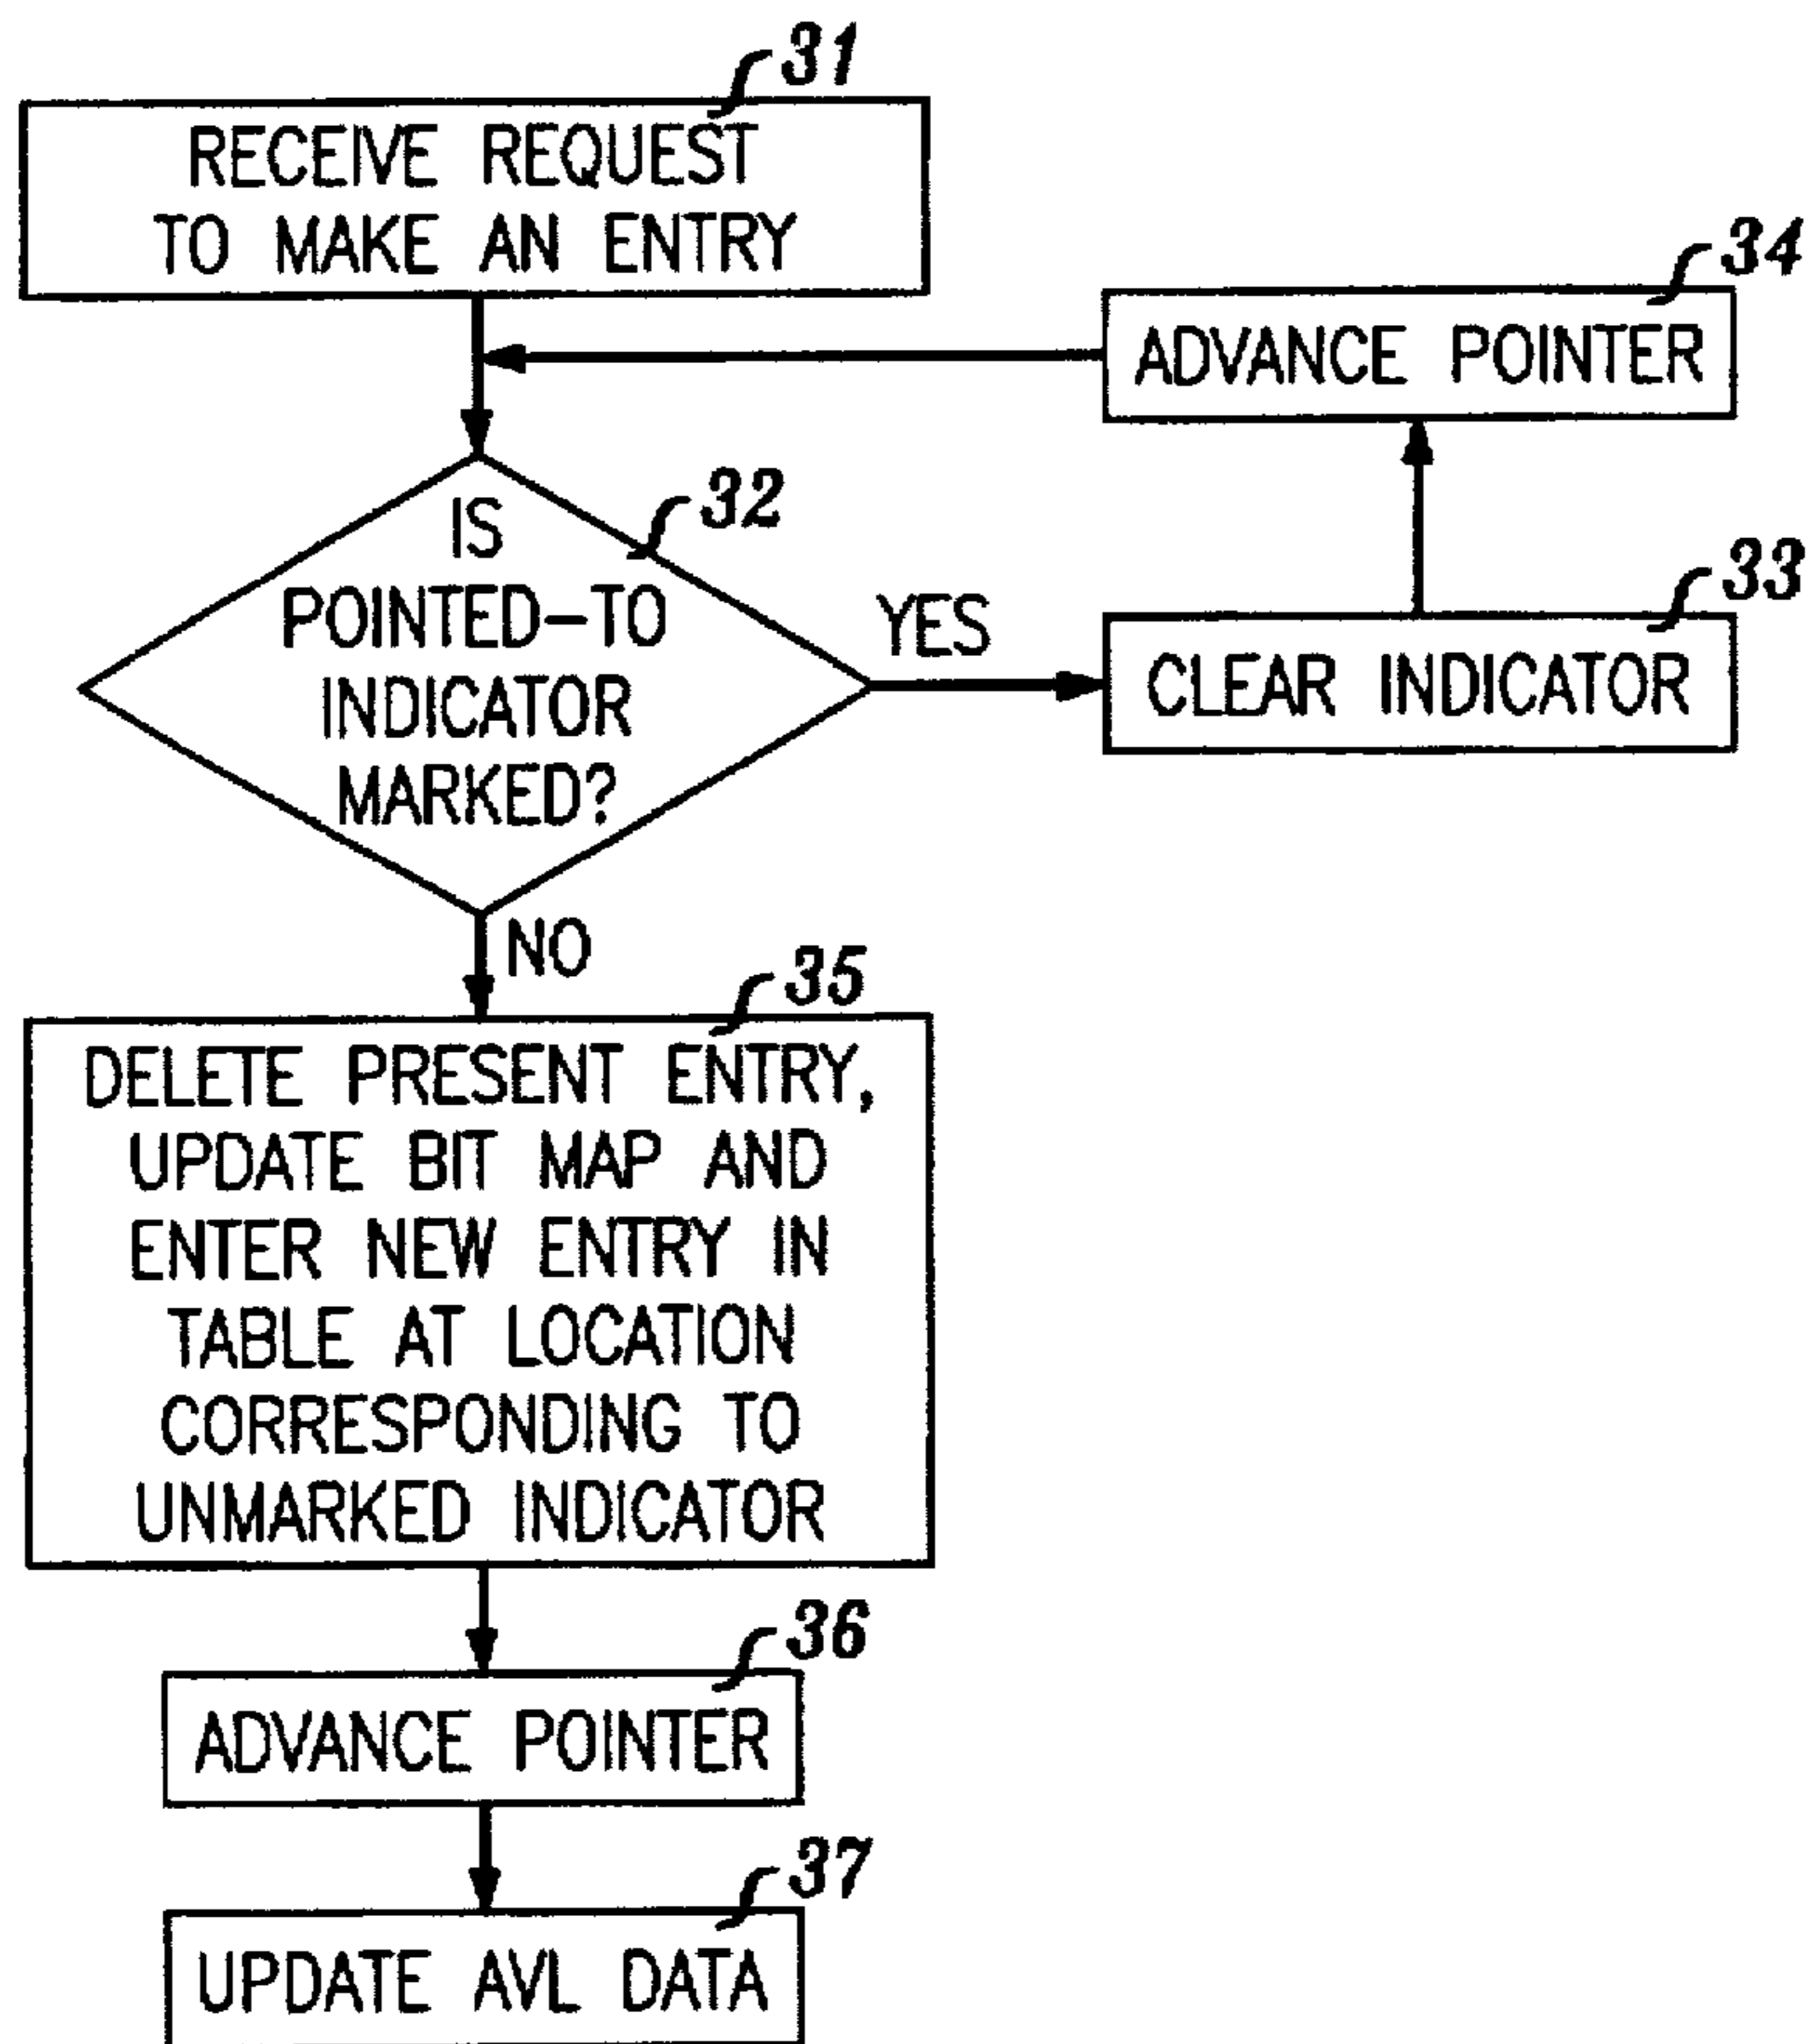 31
RECEIVE REQUEST
TO MAKE AN ENTRY
34
ADVANCE POINTER
32
IS
POINTED-TO
INDICATOR
MARKED?
YES
33
CLEAR INDICATOR
NO
35
DELETE PRESENT ENTRY,
UPDATE BIT MAP AND
ENTER NEW ENTRY IN
TABLE AT LOCATION
CORRESPONDING TO
UNMARKED INDICATOR
36
ADVANCE POINTER
37
UPDATE AVL DATA